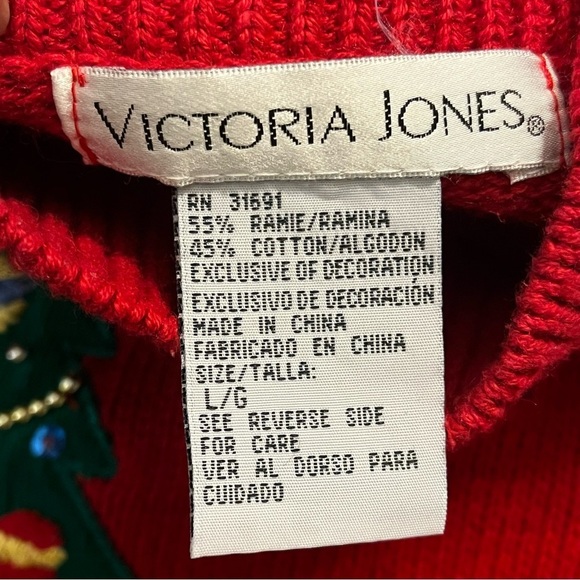 VICTORIA JONES®
RN 31691
55% RAMIE/RAMINA
45% COTTON/ALGODON
EXCLUSIVE OF DECORATION
EXCLUSIVO DE DECORACIÓN
MADE IN CHINA
FABRICADO EN CHINA
SIZE/TALLA:
L/G
SEE REVERSE SIDE
FOR CARE
VER AL DORSO PARA
CUIDADO